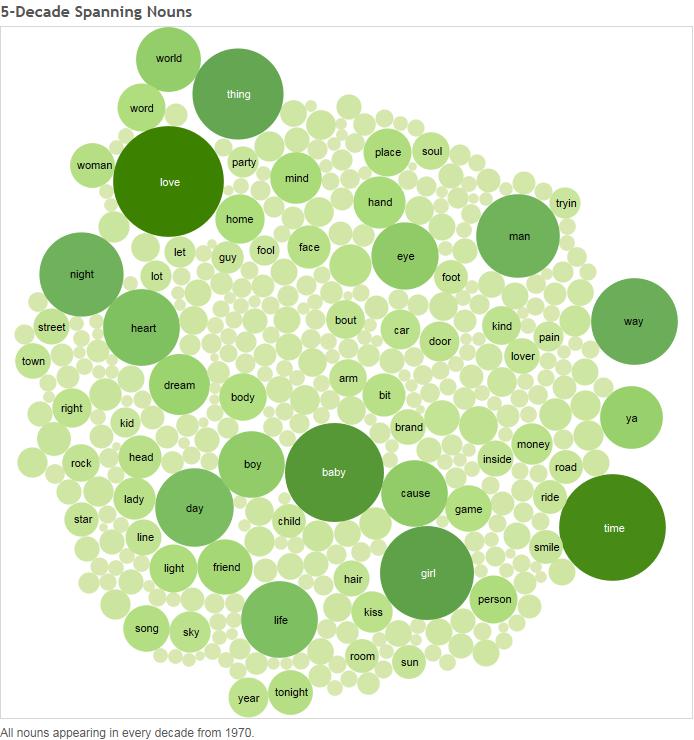 5-Decade Spanning Nouns
world
thing
word
woman
love
party
mind
place
soul
hand
tryin
home
man
let
guy
fool
face
eye
night
lot
foot
street
heart
bout
car
door
kind
pain
way
town
lover
dream
arm
body
bit
right
kid
brand
ya
money
rock
head
boy
baby
inside
road
lady
day
cause
game
ride
star
child
time
line
smile
light
friend
hair
girl
person
song
sky
life
kiss
room
sun
year
tonight
All nouns appearing in every decade from 1970.